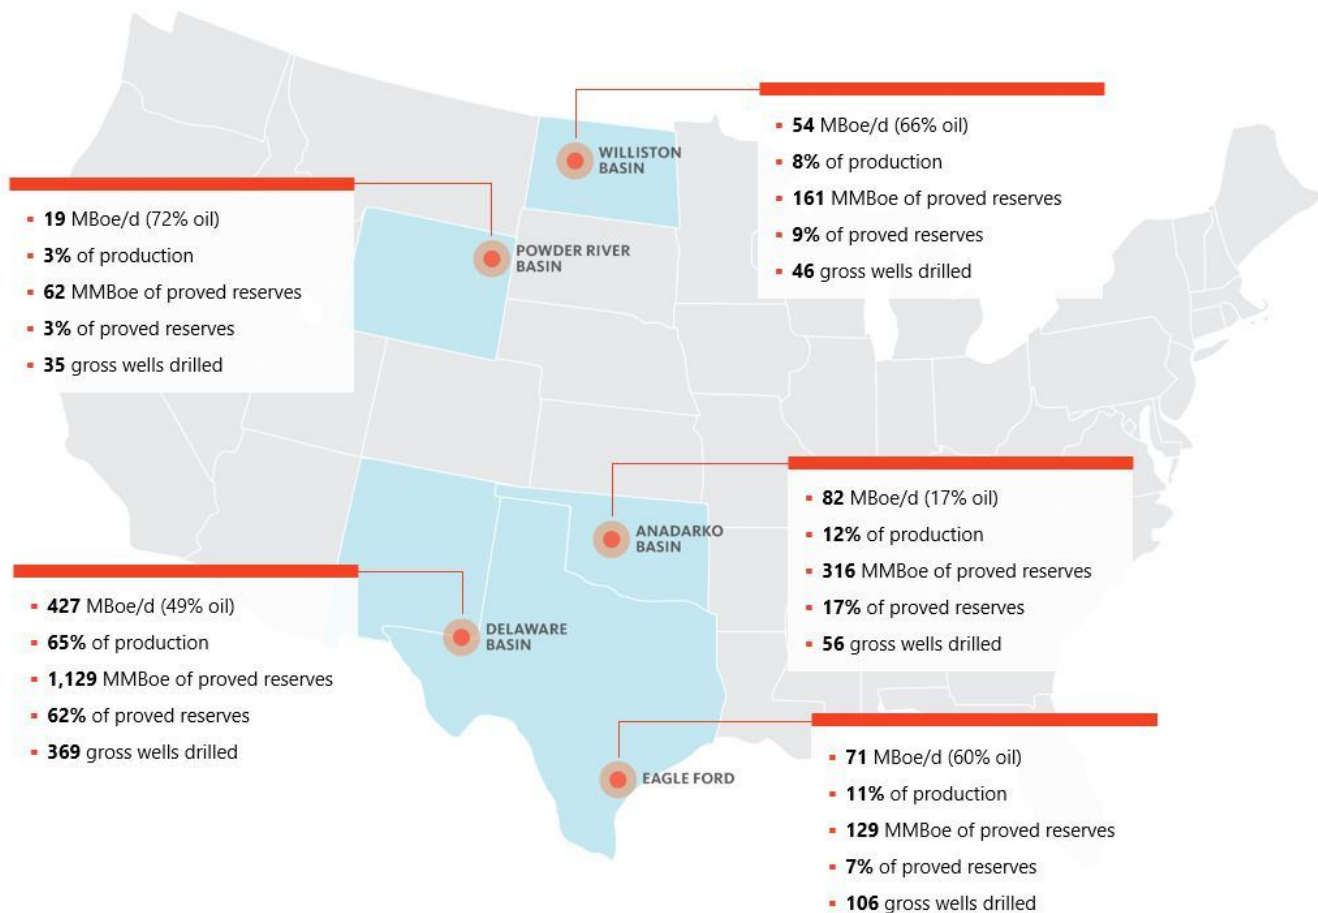 54 MBoe/d (66% oil)
8% of production
161 MMBoe of proved reserves
9% of proved reserves
46 gross wells drilled
WILLISTON
BASIN
19 MBoe/d (72% oil)
3% of production
62 MMBoe of proved reserves
3% of proved reserves
35 gross wells drilled
POWDER RIVER
BASIN
82 MBoe/d (17% oil)
12% of production
316 MMBoe of proved reserves
17% of proved reserves
56 gross wells drilled
ANADARKO
BASIN
427 MBoe/d (49% oil)
65% of production
1,129 MMBoe of proved reserves
62% of proved reserves
369 gross wells drilled
DELAWARE
BASIN
71 MBoe/d (60% oil)
11% of production
129 MMBoe of proved reserves
7% of proved reserves
106 gross wells drilled
EAGLE FORD